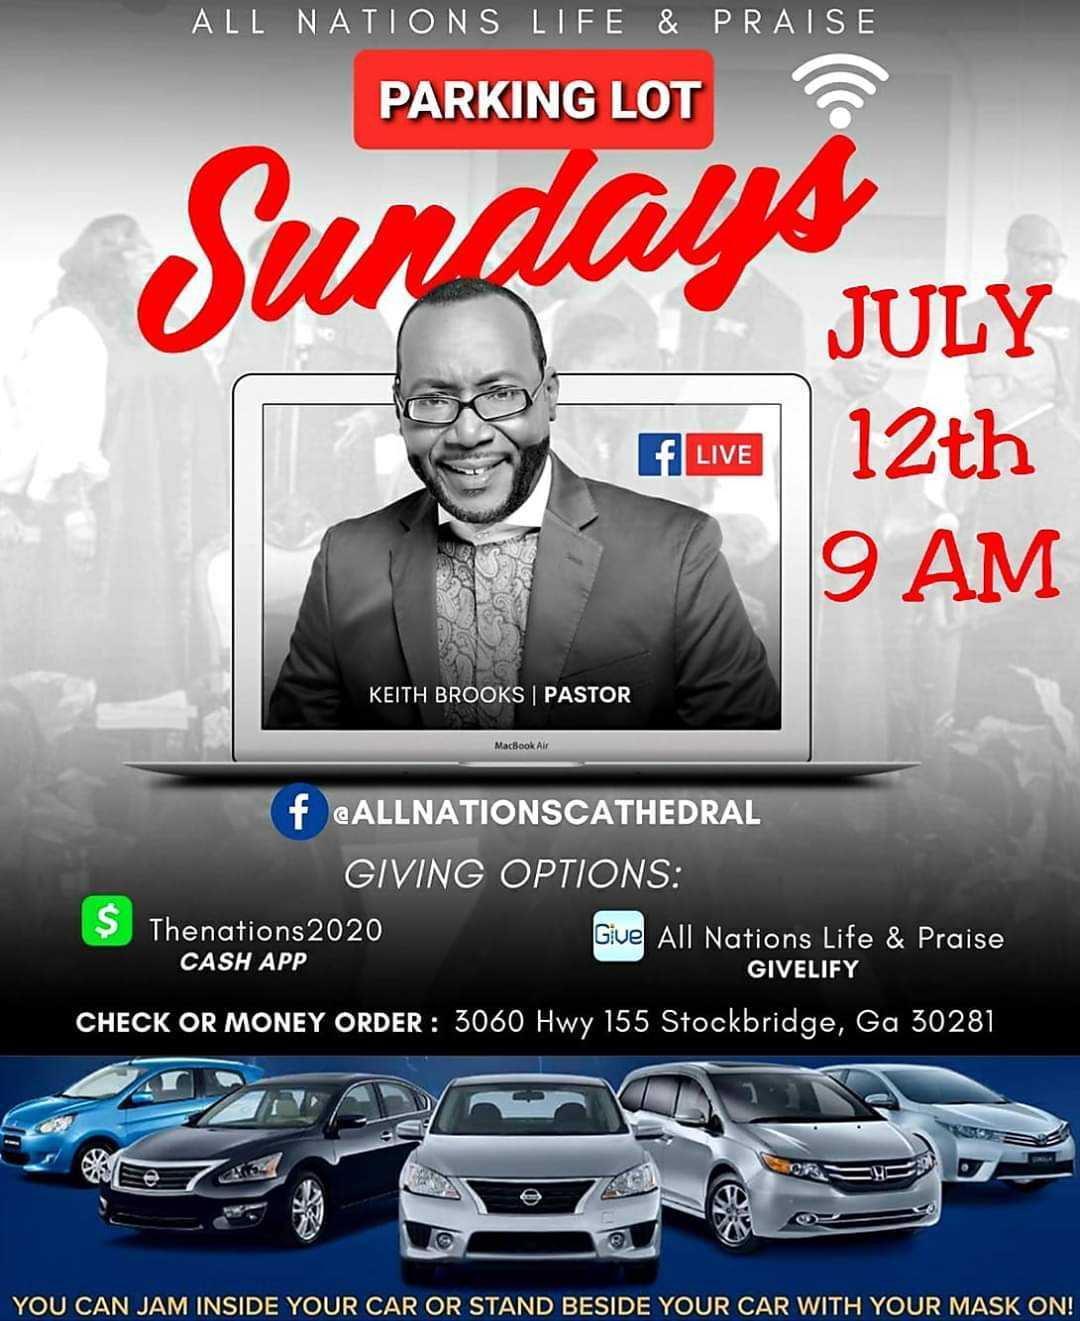 ALL NATIONS LIFE & PRAISE
PARKING LOT
Sundays
JULY
12th
9 AM
f LIVE
KEITH BROOKS | PASTOR
MacBook Air
f @ALLNATIONSCATHEDRAL
GIVING OPTIONS:
$ Thenations2020
CASH APP
Give All Nations Life & Praise
GIVELIFY
CHECK OR MONEY ORDER : 3060 Hwy 155 Stockbridge, Ga 30281
YOU CAN JAM INSIDE YOUR CAR OR STAND BESIDE YOUR CAR WITH YOUR MASK ON!